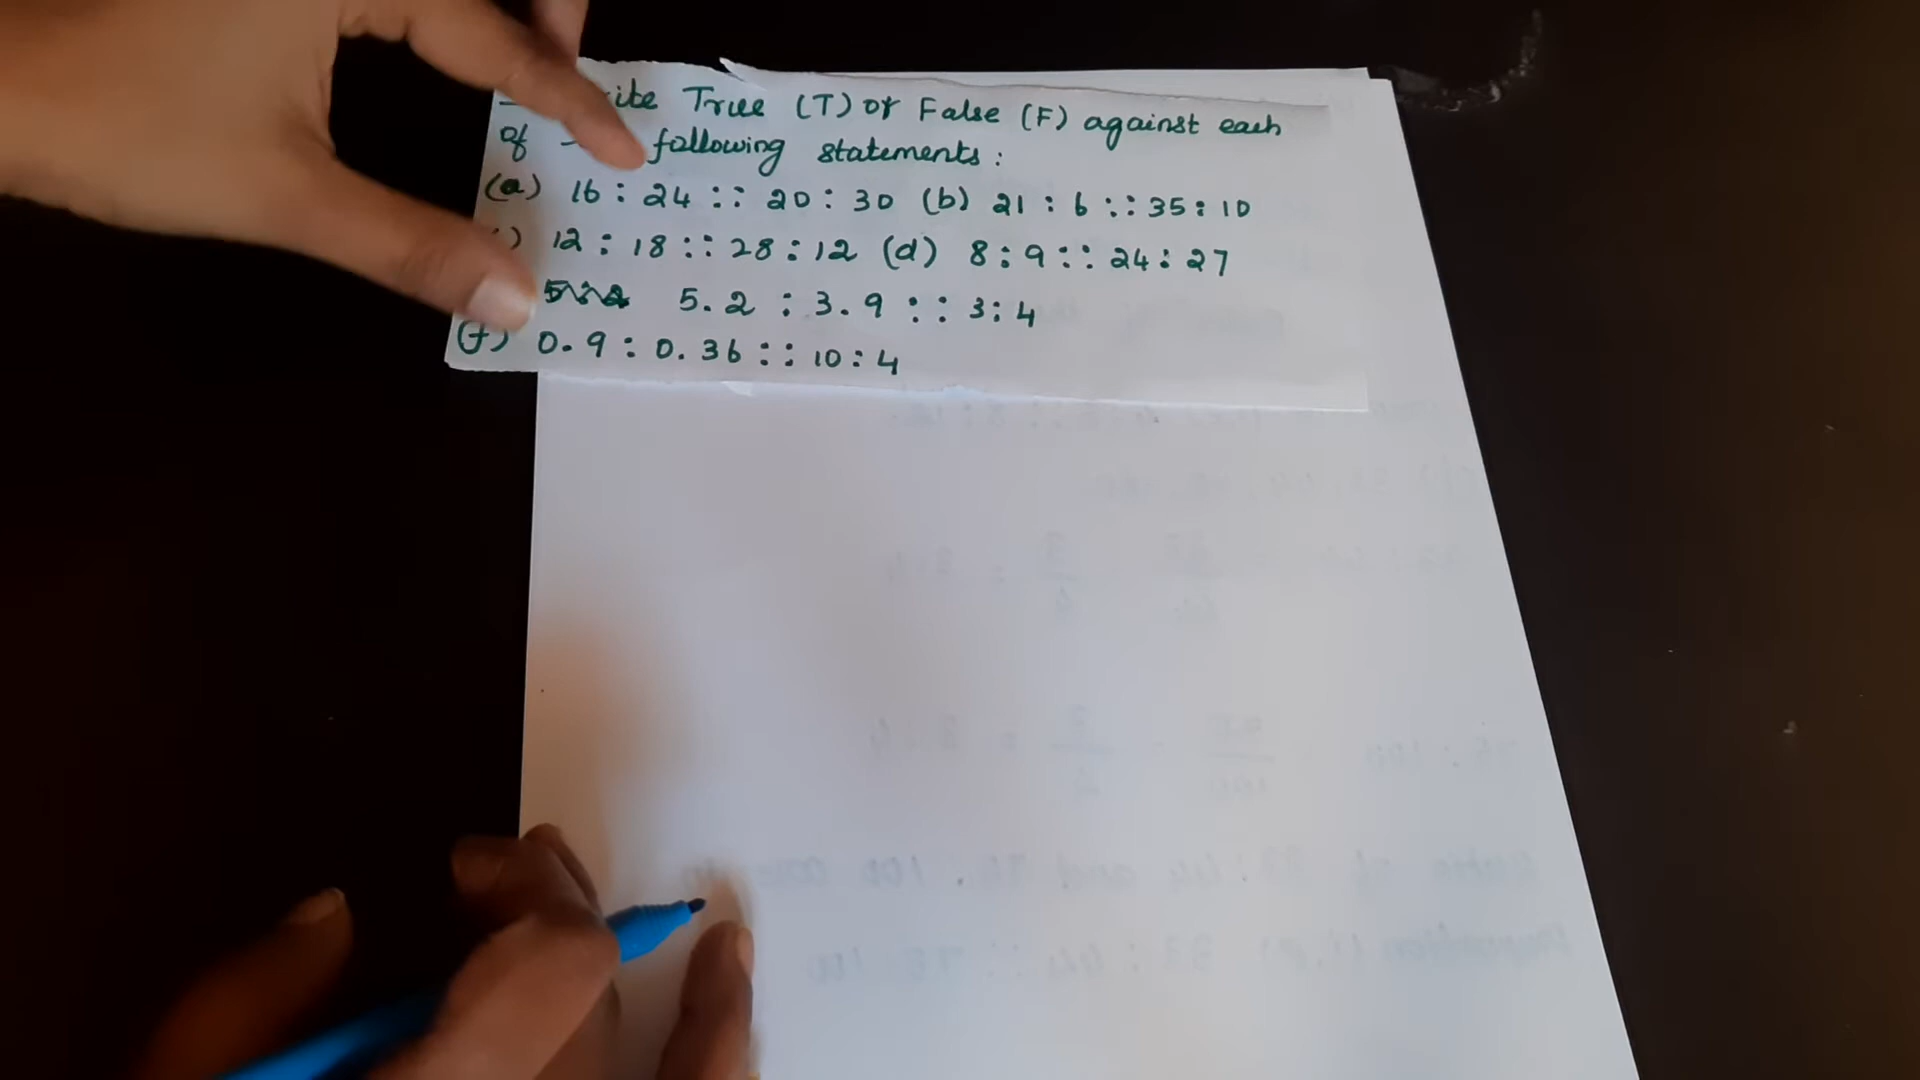 True (T) or False (F) against each
of following statements:
(a) 16 : 24 :: 20 : 30 (b) 21 : 6 :: 35 : 10
) 12 : 18 :: 28 : 12 (d) 8 : 9 :: 24 : 27
5.2 : 3.9 :: 3 : 4
(f) 0.9 : 0.36 :: 10 : 4